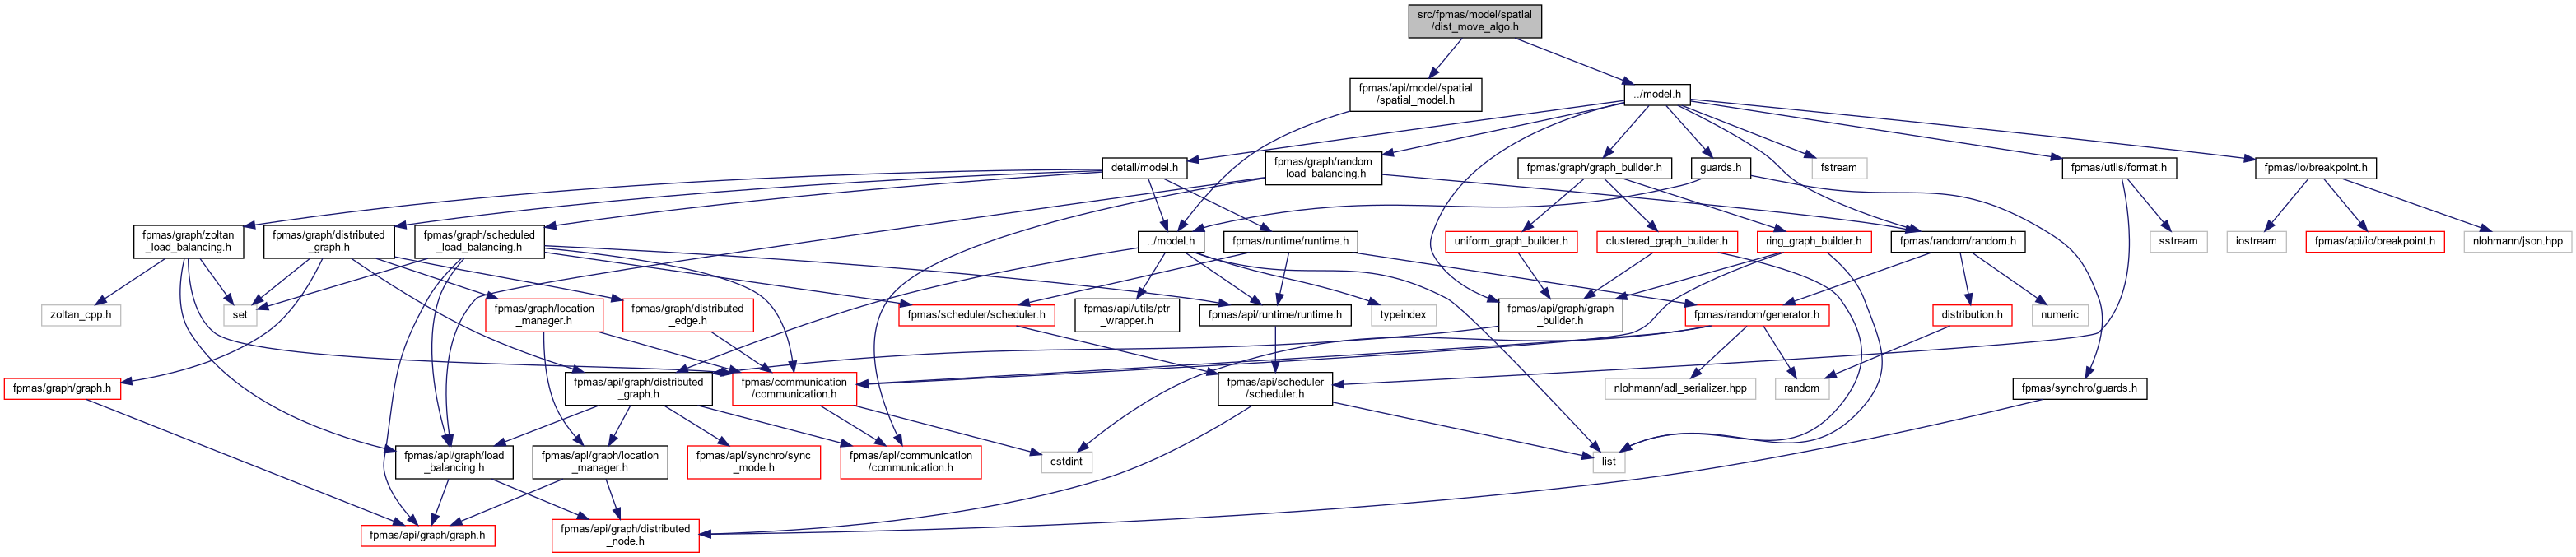 src/fpmas/model/spatial
/dist_move_algo.h
fpmas/api/model/spatial
/spatial_model.h
../model.h
detail/model.h
fpmas/graph/random
_load_balancing.h
fpmas/graph/graph_builder.h
guards.h
fstream
fpmas/utils/format.h
fpmas/io/breakpoint.h
fpmas/graph/zoltan
_load_balancing.h
fpmas/graph/distributed
_graph.h
fpmas/graph/scheduled
_load_balancing.h
../model.h
fpmas/runtime/runtime.h
uniform_graph_builder.h
clustered_graph_builder.h
ring_graph_builder.h
fpmas/random/random.h
sstream
iostream
fpmas/api/io/breakpoint.h
nlohmann/json.hpp
zoltan_cpp.h
set
fpmas/graph/location
_manager.h
fpmas/graph/distributed
_edge.h
fpmas/scheduler/scheduler.h
fpmas/api/utils/ptr
_wrapper.h
fpmas/api/runtime/runtime.h
typeindex
fpmas/api/graph/graph
_builder.h
fpmas/random/generator.h
distribution.h
numeric
fpmas/graph/graph.h
fpmas/api/graph/distributed
_graph.h
fpmas/communication
/communication.h
fpmas/api/scheduler
/scheduler.h
nlohmann/adl_serializer.hpp
random
fpmas/synchro/guards.h
fpmas/api/graph/load
_balancing.h
fpmas/api/graph/location
_manager.h
fpmas/api/synchro/sync
_mode.h
fpmas/api/communication
/communication.h
cstdint
list
fpmas/api/graph/graph.h
fpmas/api/graph/distributed
_node.h